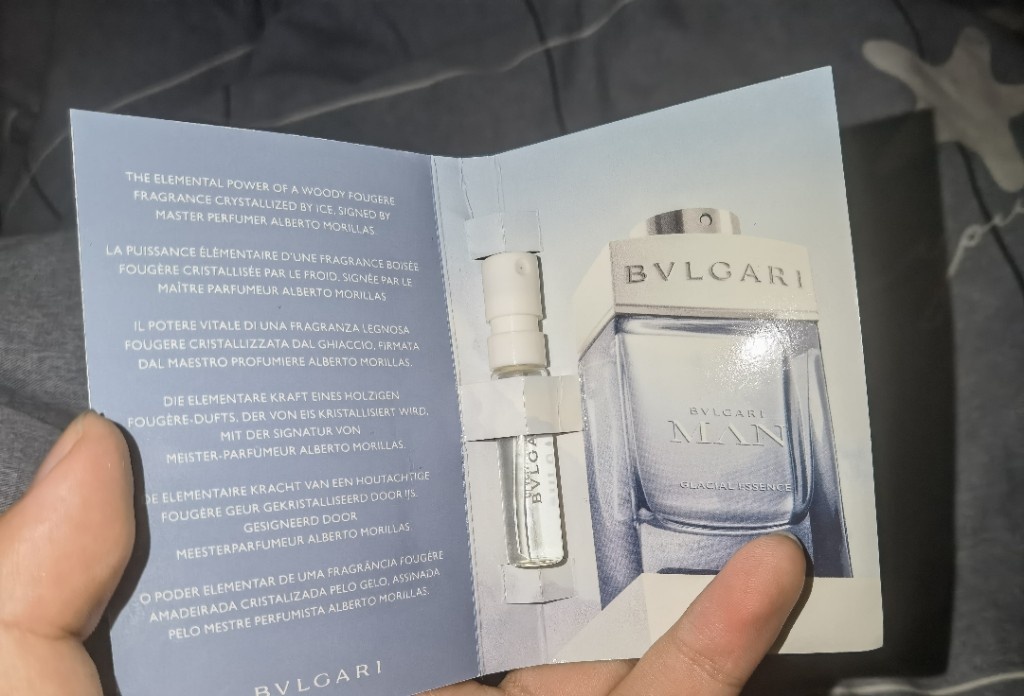 THE ELEMENTAL POWER OF A WOODY FOUGERE
FRAGRANCE CRYSTALLIZED BY ICE, SIGNED BY
MASTER PERFUMER ALBERTO MORILLAS.
LA PUISSANCE ÉLÉMENTAIRE D'UNE FRAGRANCE BOISÉE
FOUGÈRE CRISTALLISÉE PAR LE FROID, SIGNÉE PAR LE
MAÎTRE PARFUMEUR ALBERTO MORILLAS
IL POTERE VITALE DI UNA FRAGRANZA LEGNOSA
FOUGERE CRISTALLIZZATA DAL GHIACCIO, FIRMATA
DAL MAESTRO PROFUMIERE ALBERTO MORILLAS.
DIE ELEMENTARE KRAFT EINES HOLZIGEN
FOUGÈRE-DUFTS, DER VON EIS KRISTALLISIERT WIRD,
MIT DER SIGNATUR VON
MEISTER-PARFÜMEUR ALBERTO MORILLAS.
DE ELEMENTAIRE KRACHT VAN EEN HOUTACHTIGE
FOUGÈRE GEUR GEKRISTALLISEERD DOOR IJS,
GESIGNEERD DOOR
MEESTERPARFUMEUR ALBERTO MORILLAS
O PODER ELEMENTAR DE UMA FRAGRÂNCIA FOUGÈRE
AMADEIRADA CRISTALIZADA PELO GELO, ASSINADA
PELO MESTRE PERFUMISTA ALBERTO MORILLAS.
BVLGARI
BVLGA
BVLGARI
BVLGARI
MAN
GLACIAL ESSENCE